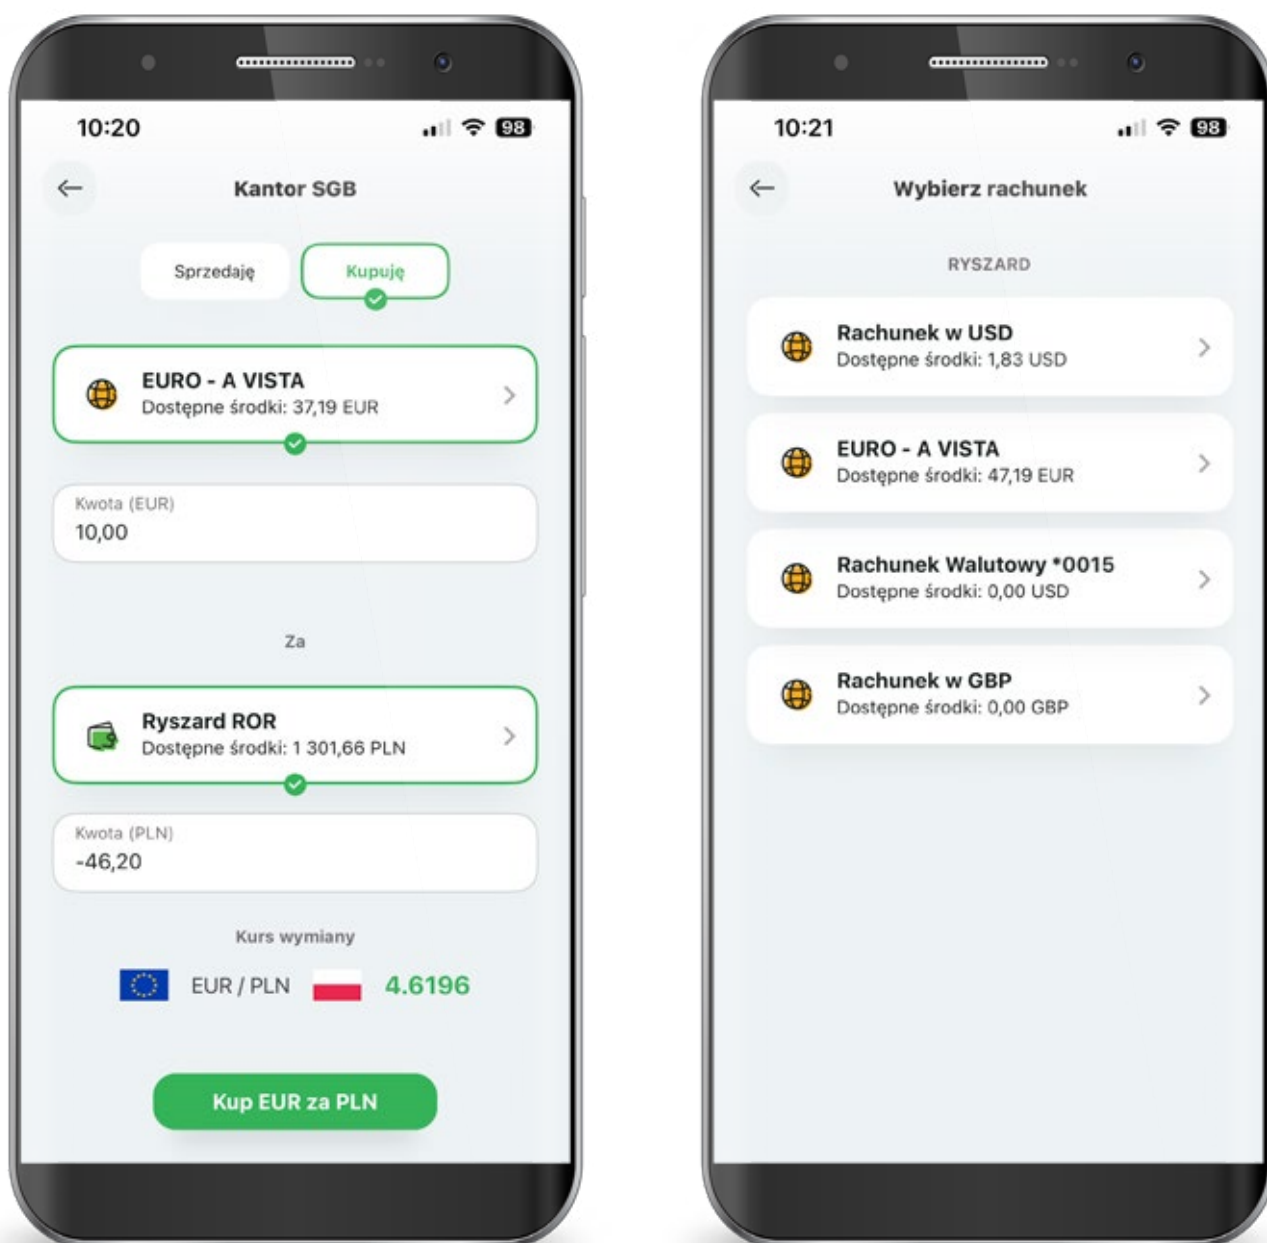 10:20
98
Kantor SGB
Sprzedaję
Kupuję
EURO - A VISTA
Dostępne środki: 37,19 EUR
Kwota (EUR)
10,00
Za
Ryszard ROR
Dostępne środki: 1 301,66 PLN
Kwota (PLN)
-46,20
Kurs wymiany
EUR / PLN 4.6196
Kup EUR za PLN
10:21
98
Wybierz rachunek
RYSZARD
Rachunek w USD
Dostępne środki: 1,83 USD
EURO - A VISTA
Dostępne środki: 47,19 EUR
Rachunek Walutowy *0015
Dostępne środki: 0,00 USD
Rachunek w GBP
Dostępne środki: 0,00 GBP